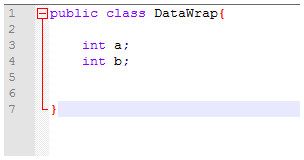 1 public class DataWrap{
2
3 int a;
4 int b;
5
6
7 }